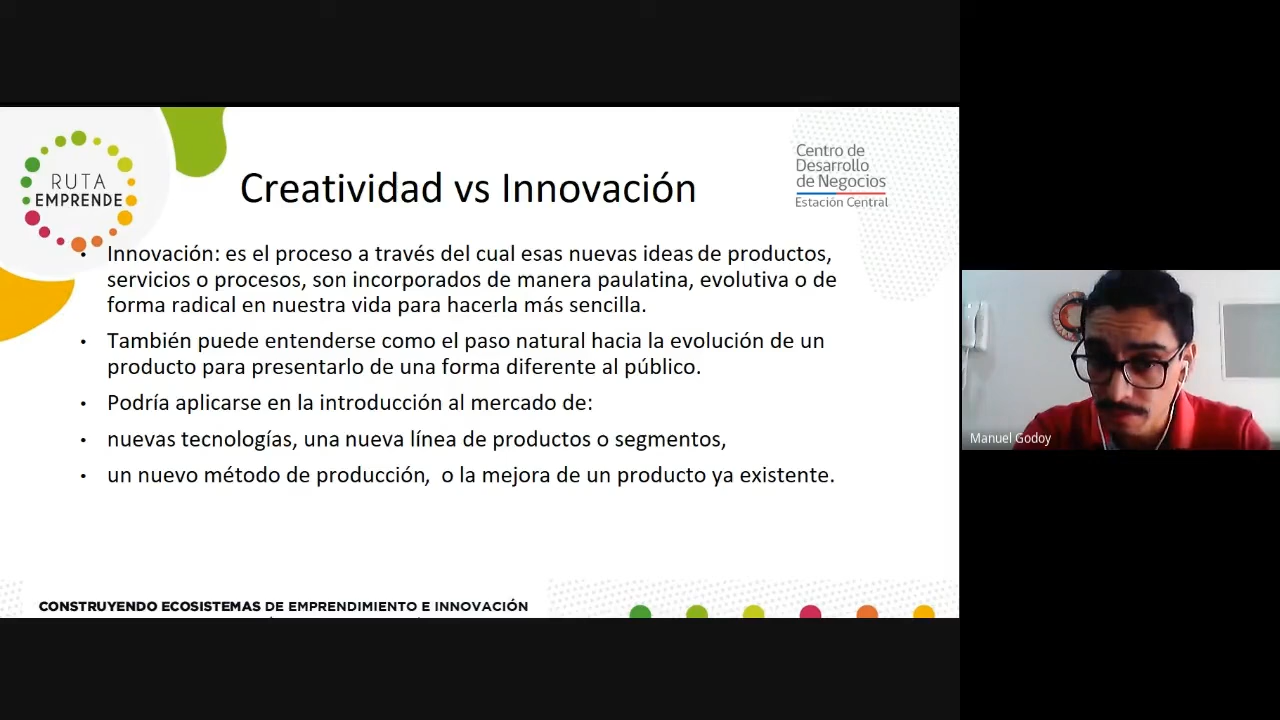 RUTA
EMPRENDE
Creatividad vs Innovación
Centro de
Desarrollo
de Negocios
Estación Central
• Innovación: es el proceso a través del cual esas nuevas ideas de productos,
servicios o procesos, son incorporados de manera paulatina, evolutiva o de
forma radical en nuestra vida para hacerla más sencilla.
• También puede entenderse como el paso natural hacia la evolución de un
producto para presentarlo de una forma diferente al público.
• Podría aplicarse en la introducción al mercado de:
• nuevas tecnologías, una nueva línea de productos o segmentos,
• un nuevo método de producción, o la mejora de un producto ya existente.
CONSTRUYENDO ECOSISTEMAS DE EMPRENDIMIENTO E INNOVACIÓN
Manuel Godoy